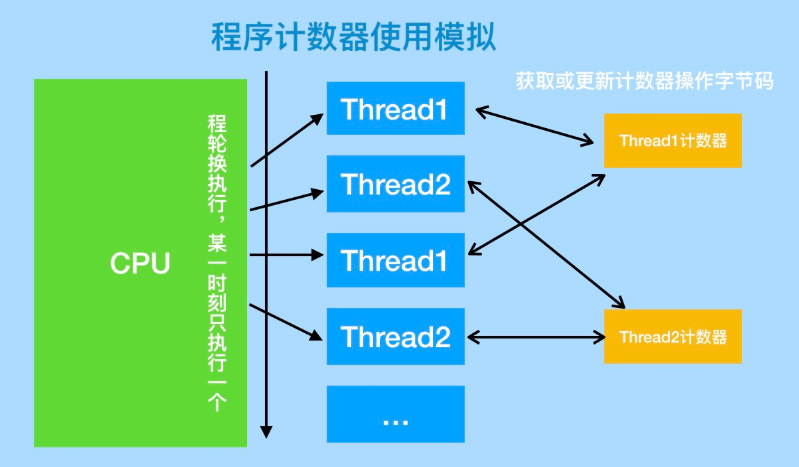 程序计数器使用模拟
获取或更新计数器操作字节码
CPU
程轮换执行，某一时刻只执行一个
Thread1
Thread2
Thread1
Thread2
...
Thread1计数器
Thread2计数器